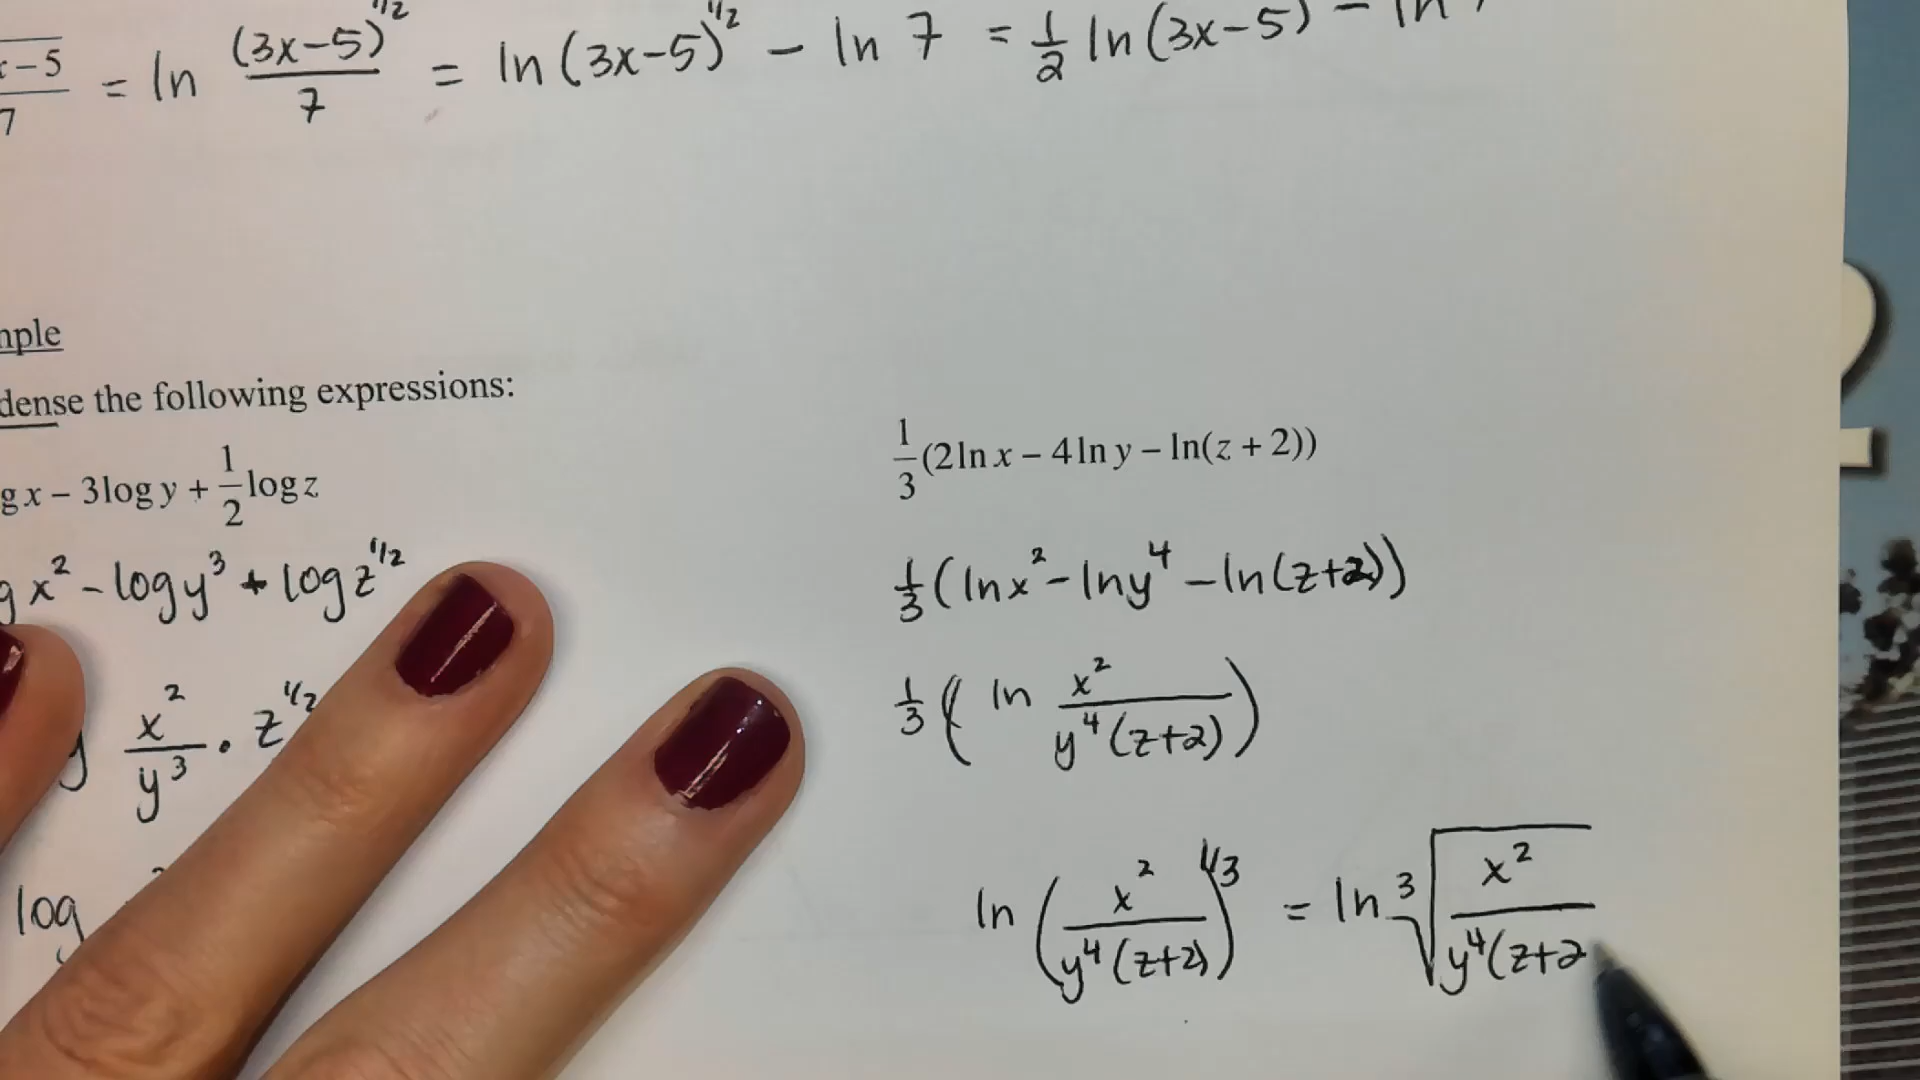 x-5/7 = ln (3x-5)^1/2/7 = ln(3x-5)^1/2 - ln 7 = 1/2 ln(3x-5) - ln
mple
dense the following expressions:
g x - 3log y + 1/2 log z
1/3(2ln x - 4ln y - ln(z + 2))
g x^2 - log y^3 + log z^1/2
1/3(ln x^2 - ln y^4 - ln(z+2))
g x^2/y^3 · z^1/2
1/3(ln x^2/y^4(z+2))
log
ln(x^2/y^4(z+2))^1/3 = ln ∛x^2/y^4(z+2